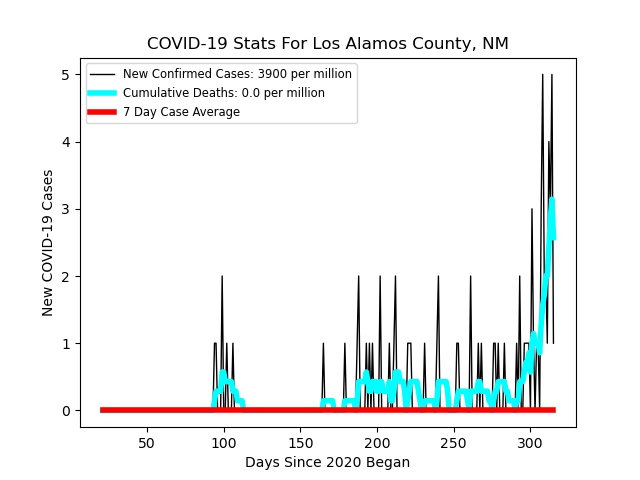 COVID-19 Stats For Los Alamos County, NM
New Confirmed Cases: 3900 per million
Cumulative Deaths: 0.0 per million
7 Day Case Average
New COVID-19 Cases
5
4
3
2
1
0
50 100 150 200 250 300
Days Since 2020 Began